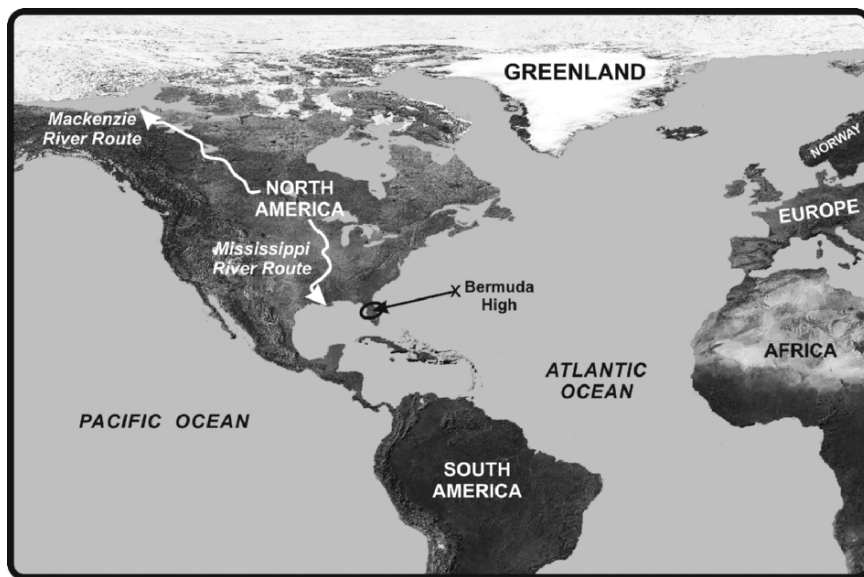 GREENLAND
Mackenzie
River Route
NORWAY
NORTH
AMERICA
EUROPE
Mississippi
River Route
x Bermuda
High
AFRICA
ATLANTIC
OCEAN
PACIFIC OCEAN
SOUTH
AMERICA